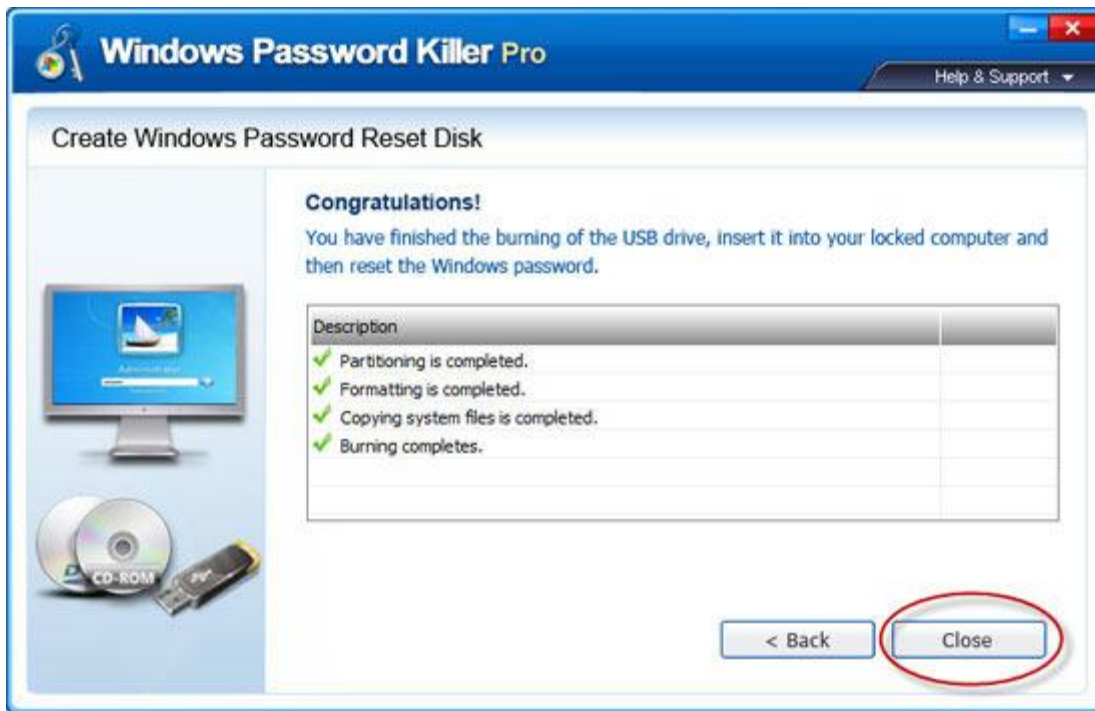 Windows Password Killer Pro
Help & Support
Create Windows Password Reset Disk
Congratulations!
You have finished the burning of the USB drive, insert it into your locked computer and
then reset the Windows password.
Description
Partitioning is completed.
Formatting is completed.
Copying system files is completed.
Burning completes.
Administrator
CD-ROM
< Back
Close